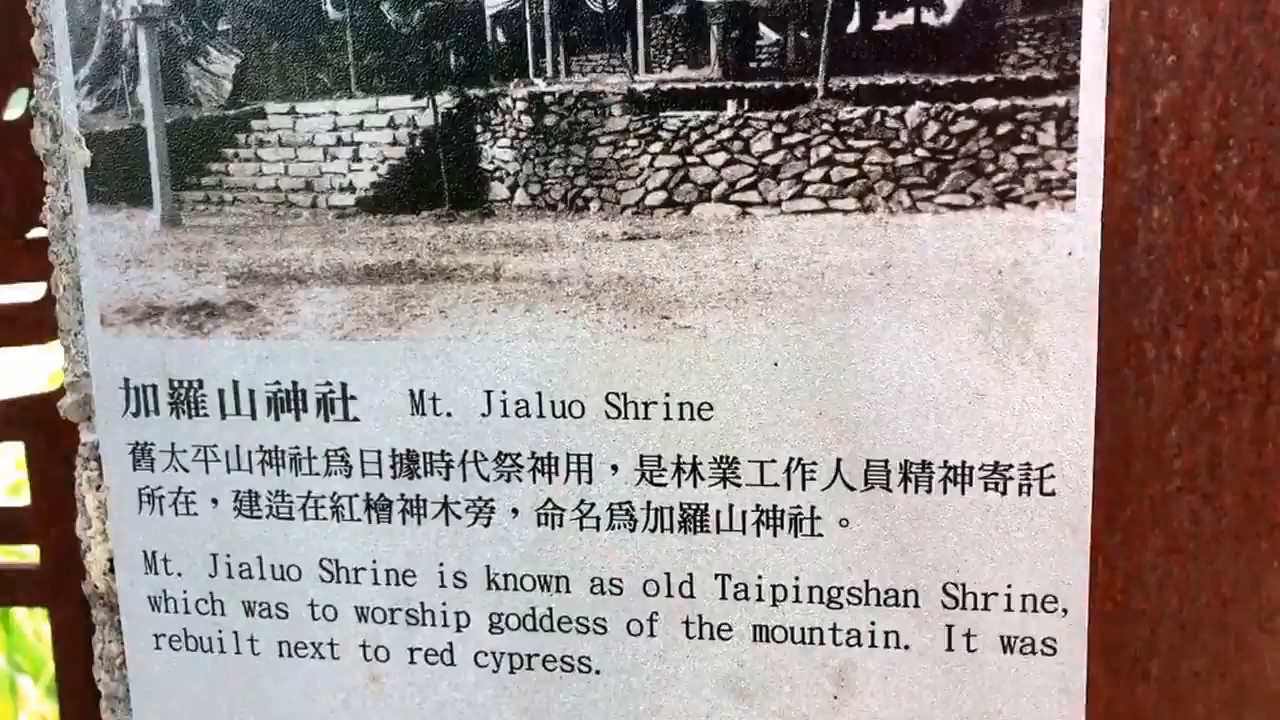 加羅山神社 Mt. Jialuo Shrine
舊太平山神社爲日據時代祭神用，是林業工作人員精神寄託
所在，建造在紅檜神木旁，命名爲加羅山神社。
Mt. Jialuo Shrine is known as old Taipingshan Shrine,
which was to worship goddess of the mountain. It was
rebuilt next to red cypress.